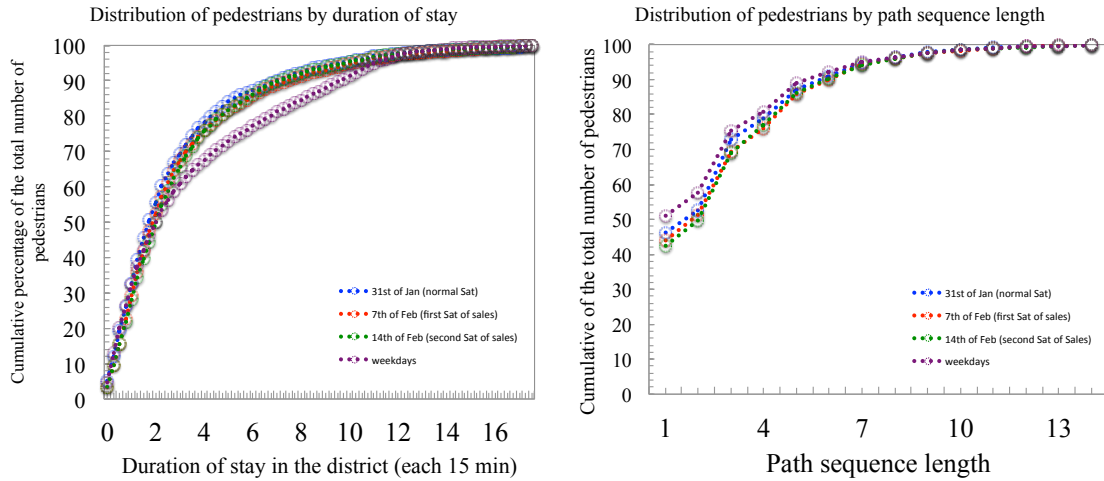 Distribution of pedestrians by duration of stay
Cumulative percentage of the total number of
pedestrians
100
90
80
70
60
50
40
30
20
10
0
31st of Jan (normal Sat)
7th of Feb (first Sat of sales)
14th of Feb (second Sat of sales)
weekdays
0 2 4 6 8 10 12 14 16
Duration of stay in the district (each 15 min)
Distribution of pedestrians by path sequence length
Cumulative of the total number of pedestrians
100
90
80
70
60
50
40
30
20
10
0
31st of Jan (normal Sat)
7th of Feb (first Sat of sales)
14th of Feb (second Sat of Sales)
weekdays
1 4 7 10 13
Path sequence length